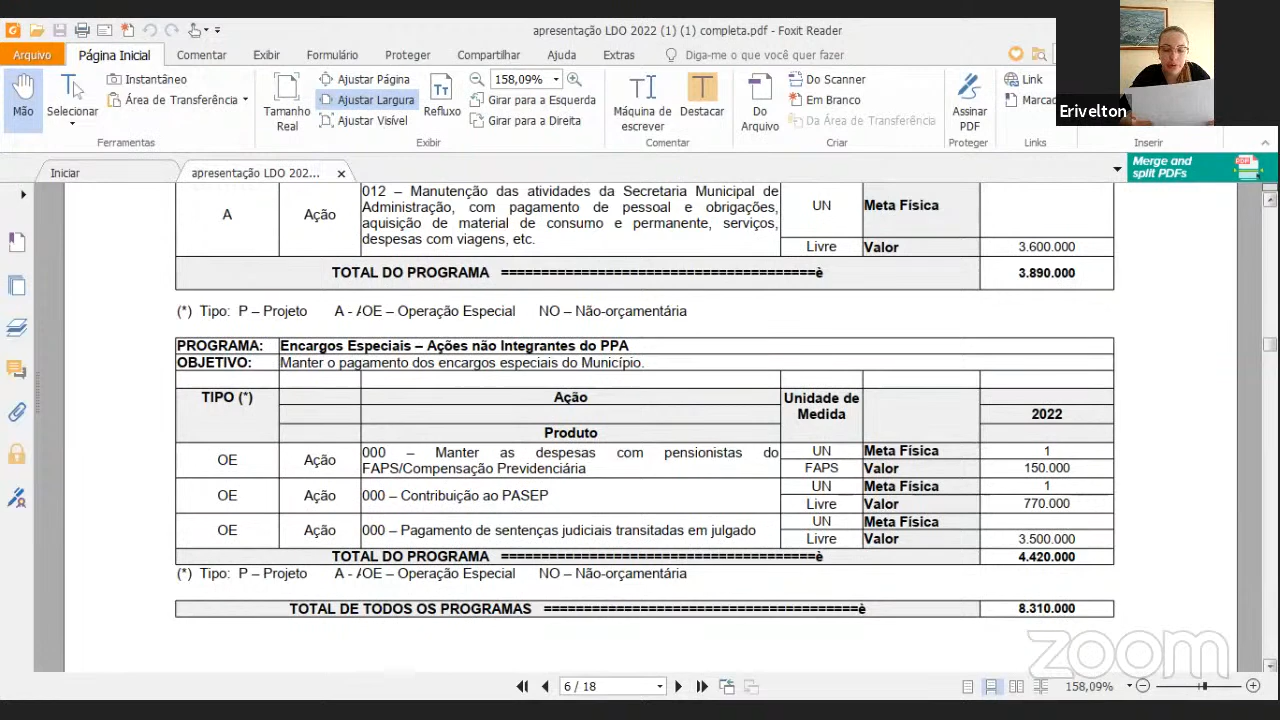 apresentação LDO 2022 (1) (1) completa.pdf - Foxit Reader
Arquivo Página Inicial Comentar Exibir Formulário Proteger Compartilhar Ajuda Extras Diga-me o que você quer fazer
Mão
Selecionar
Instantâneo
Área de Transferência
Ferramentas
Tamanho Real
Ajustar Página
Ajustar Largura
Ajustar Visível
Refluxo
158,09%
Girar para a Esquerda
Girar para a Direita
Exibir
Máquina de escrever
Destacar
Comentar
Do Arquivo
Do Scanner
Em Branco
Da Área de Transferência
Criar
Assinar PDF
Proteger
Link
Marcad
Links
Inserir
Erivelton
Iniciar
apresentação LDO 202...
Merge and split PDFs
A Ação 012 – Manutenção das atividades da Secretaria Municipal de UN Meta Física
Administração, com pagamento de pessoal e obrigações,
aquisição de material de consumo e permanente, serviços,
despesas com viagens, etc. Livre Valor 3.600.000
TOTAL DO PROGRAMA =======================================è 3.890.000
(*) Tipo: P – Projeto A - /OE – Operação Especial NO – Não-orçamentária
PROGRAMA: Encargos Especiais – Ações não Integrantes do PPA
OBJETIVO: Manter o pagamento dos encargos especiais do Município.
TIPO (*) Ação Unidade de Medida 2022
Produto
OE Ação 000 – Manter as despesas com pensionistas do UN Meta Física 1
FAPS/Compensação Previdenciária FAPS Valor 150.000
OE Ação 000 – Contribuição ao PASEP UN Meta Física 1
Livre Valor 770.000
OE Ação 000 – Pagamento de sentenças judiciais transitadas em julgado UN Meta Física
Livre Valor 3.500.000
TOTAL DO PROGRAMA =======================================è 4.420.000
(*) Tipo: P – Projeto A - /OE – Operação Especial NO – Não-orçamentária
TOTAL DE TODOS OS PROGRAMAS =======================================è 8.310.000
zoom
6 / 18
158,09%